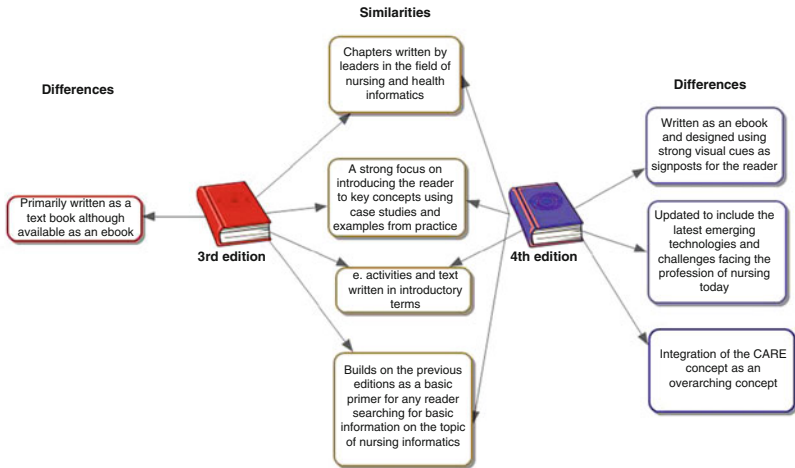 Similarities
Chapters written by
leaders in the field of
nursing and health
informatics
Differences
Primarily written as a
text book although
available as an ebook
3rd edition
A strong focus on
introducing the reader
to key concepts using
case studies and
examples from practice
e. activities and text
written in introductory
terms
Builds on the previous
editions as a basic
primer for any reader
searching for basic
information on the topic
of nursing informatics
4th edition
Differences
Written as an ebook
and designed using
strong visual cues as
signposts for the reader
Updated to include the
latest emerging
technologies and
challenges facing the
profession of nursing
today
Integration of the CARE
concept as an
overarching concept